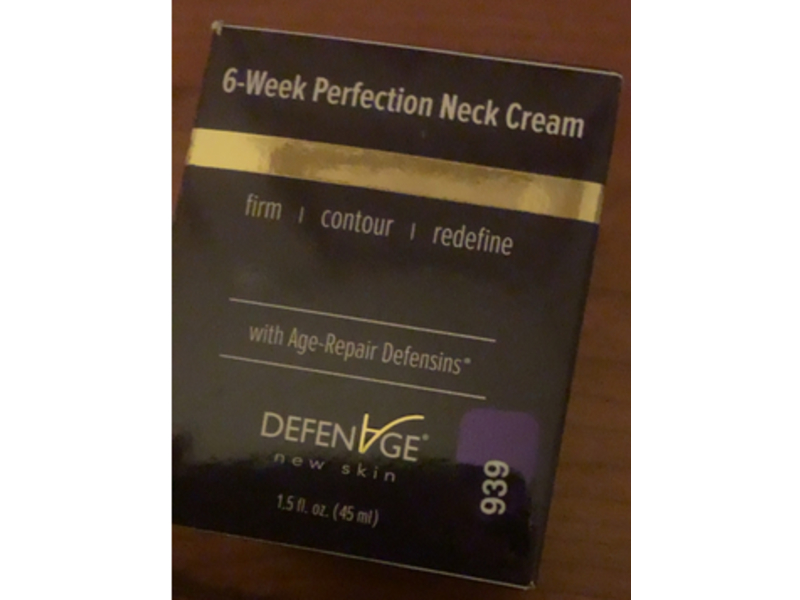 6-Week Perfection Neck Cream
firm | contour | redefine
with Age-Repair Defensins®
DEFENAGE®
new skin
1.5 fl. oz. (45 ml)
939